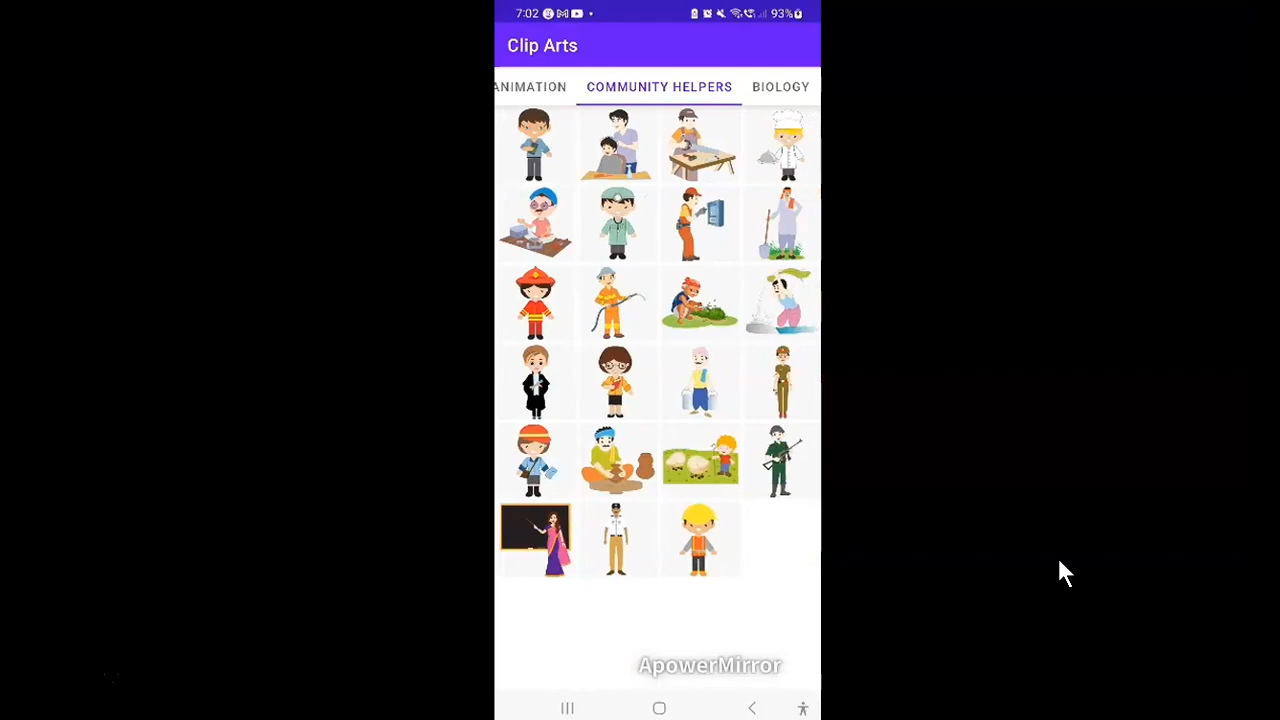 7:02
93%
Clip Arts
ANIMATION
COMMUNITY HELPERS
BIOLOGY
ApowerMirror